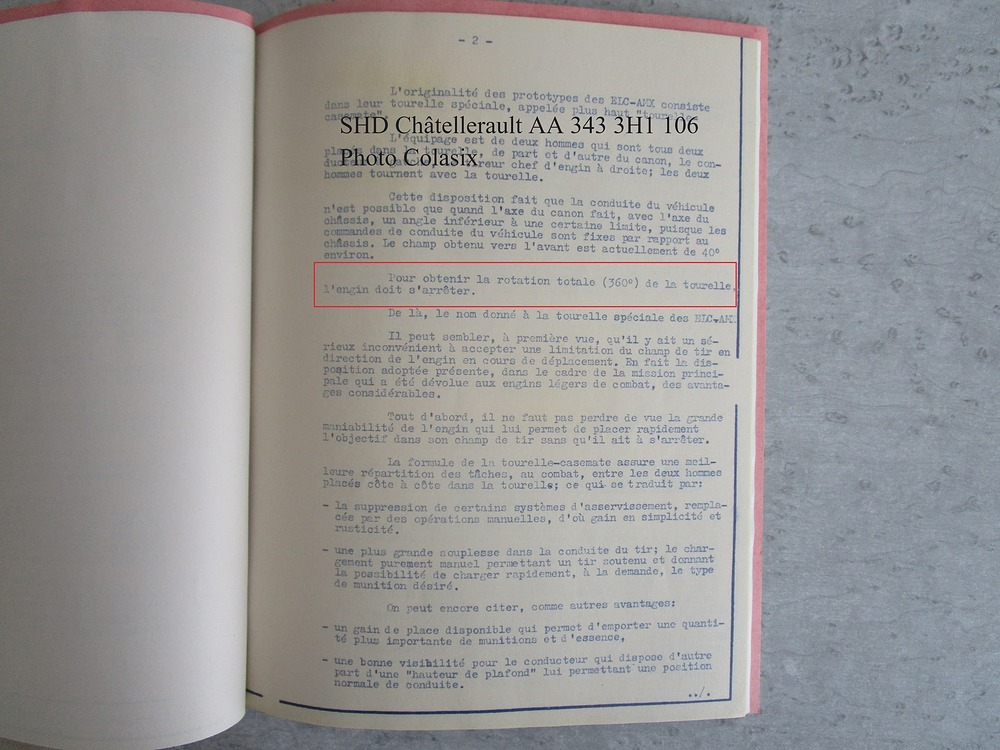 - 2 -
L'originalité des prototypes des ELC-AMX consiste
dans leur tourelle spéciale, appelée plus haut "tourelle
casemate".
SHD Châtellerault AA 343 3H1 106
L'équipage est de deux hommes qui sont tous deux
Photo Colasix
dans la tourelle, de part et d'autre du canon, le con-
tireur chef d'engin à droite; les deux
hommes tournent avec la tourelle.
Cette disposition fait que la conduite du véhicule
n'est possible que quand l'axe du canon fait, avec l'axe du
châssis, un angle inférieur à une certaine limite, puisque les
commandes de conduite du véhicule sont fixes par rapport au
châssis. Le champ obtenu vers l'avant est actuellement de 40°
environ.
Pour obtenir la rotation totale (360°) de la tourelle,
l'engin doit s'arrêter.
De là, le nom donné à la tourelle spéciale des ELC-AMX
Il peut sembler, à première vue, qu'il y ait un sé-
rieux inconvénient à accepter une limitation du champ de tir en
direction de l'engin en cours de déplacement. En fait la dis-
position adoptée présente, dans le cadre de la mission princi-
pale qui a été dévolue aux engins légers de combat, des avanta-
ges considérables.
Tout d'abord, il ne faut pas perdre de vue la grande
maniabilité de l'engin qui lui permet de placer rapidement
l'objectif dans son champ de tir sans qu'il ait à s'arrêter.
La formule de la tourelle-casemate assure une meil-
leure répartition des tâches, au combat, entre les deux hommes
placés côte à côte dans la tourelle; ce qui se traduit par:
- la suppression de certains systèmes d'asservissement, rempla-
cés par des opérations manuelles, d'où gain en simplicité et
rusticité.
- une plus grande souplesse dans la conduite du tir; le char-
gement purement manuel permettant un tir soutenu et donnant
la possibilité de charger rapidement, à la demande, le type
de munition désiré.
On peut encore citer, comme autres avantages:
- un gain de place disponible qui permet d'emporter une quanti-
té plus importante de munitions et d'essence,
- une bonne visibilité pour le conducteur qui dispose d'autre
part d'une "hauteur de plafond" lui permettant une position
normale de conduite.
../.